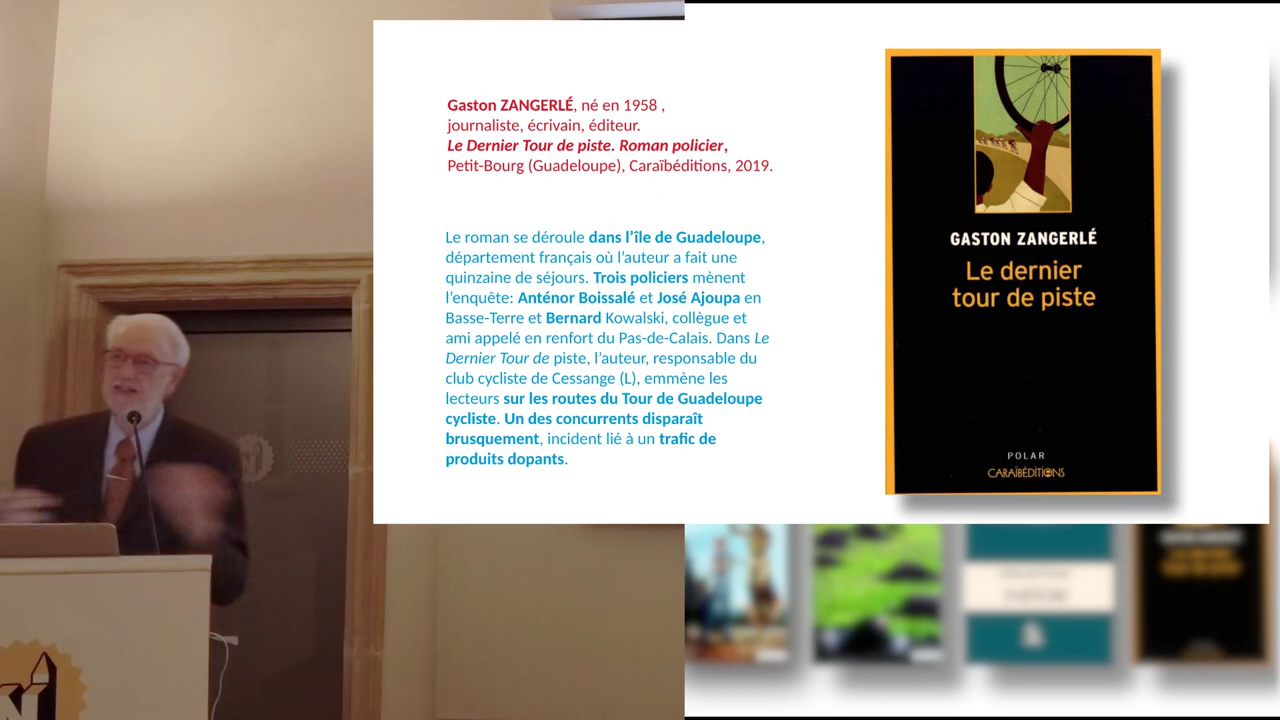 Gaston ZANGERLÉ, né en 1958 ,
journaliste, écrivain, éditeur.
Le Dernier Tour de piste. Roman policier,
Petit-Bourg (Guadeloupe), Caraïbéditions, 2019.
Le roman se déroule dans l’île de Guadeloupe,
département français où l’auteur a fait une
quinzaine de séjours. Trois policiers mènent
l’enquête: Anténor Boissalé et José Ajoupa en
Basse-Terre et Bernard Kowalski, collègue et
ami appelé en renfort du Pas-de-Calais. Dans Le
Dernier Tour de piste, l’auteur, responsable du
club cycliste de Cessange (L), emmène les
lecteurs sur les routes du Tour de Guadeloupe
cycliste. Un des concurrents disparaît
brusquement, incident lié à un trafic de
produits dopants.
GASTON ZANGERLÉ
Le dernier
tour de piste
POLAR
CARAÏBÉDITIONS